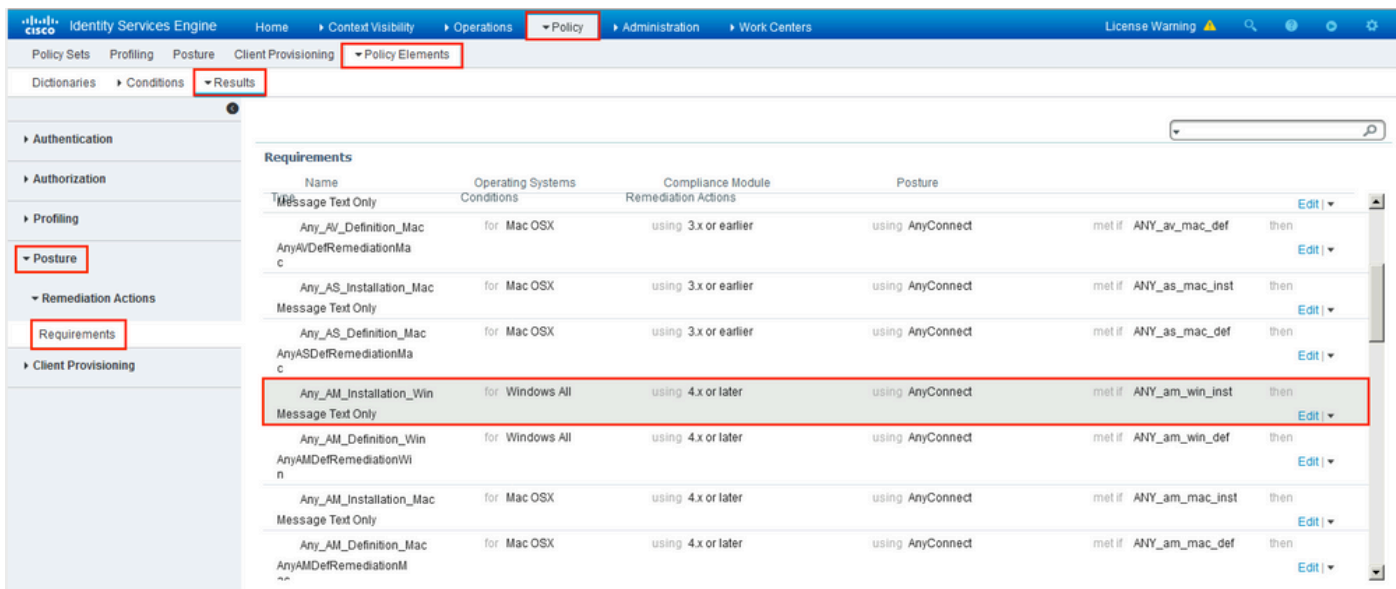 cisco Identity Services Engine Home Context Visibility Operations Policy Administration Work Centers License Warning
Policy Sets Profiling Posture Client Provisioning Policy Elements
Dictionaries Conditions Results
Authentication
Authorization
Profiling
Posture
Remediation Actions
Requirements
Client Provisioning
Requirements
Name Operating Systems Compliance Module Posture
Type Conditions Remediation Actions
Message Text Only Edit |
Any_AV_Definition_Mac for Mac OSX using 3.x or earlier using AnyConnect met if ANY_av_mac_def then
AnyAVDefRemediationMa Edit |
c
Any_AS_Installation_Mac for Mac OSX using 3.x or earlier using AnyConnect met if ANY_as_mac_inst then
Message Text Only Edit |
Any_AS_Definition_Mac for Mac OSX using 3.x or earlier using AnyConnect met if ANY_as_mac_def then
AnyASDefRemediationMa Edit |
c
Any_AM_Installation_Win for Windows All using 4.x or later using AnyConnect met if ANY_am_win_inst then
Message Text Only Edit |
Any_AM_Definition_Win for Windows All using 4.x or later using AnyConnect met if ANY_am_win_def then
AnyAMDefRemediationWi Edit |
n
Any_AM_Installation_Mac for Mac OSX using 4.x or later using AnyConnect met if ANY_am_mac_inst then
Message Text Only Edit |
Any_AM_Definition_Mac for Mac OSX using 4.x or later using AnyConnect met if ANY_am_mac_def then
AnyAMDefRemediationM Edit |